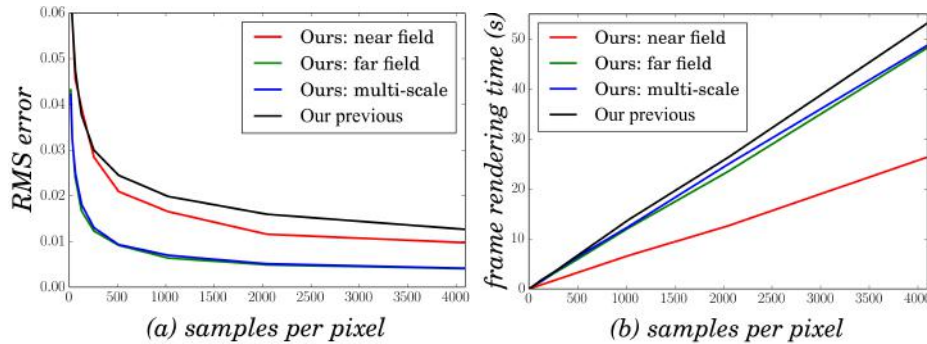 RMS error
0.06
0.05
0.04
0.03
0.02
0.01
0.00
Ours: near field
Ours: far field
Ours: multi-scale
Our previous
0 500 1000 1500 2000 2500 3000 3500 4000
(a) samples per pixel
frame rendering time (s)
50
40
30
20
10
0
Ours: near field
Ours: far field
Ours: multi-scale
Our previous
500 1000 1500 2000 2500 3000 3500 4000
(b) samples per pixel